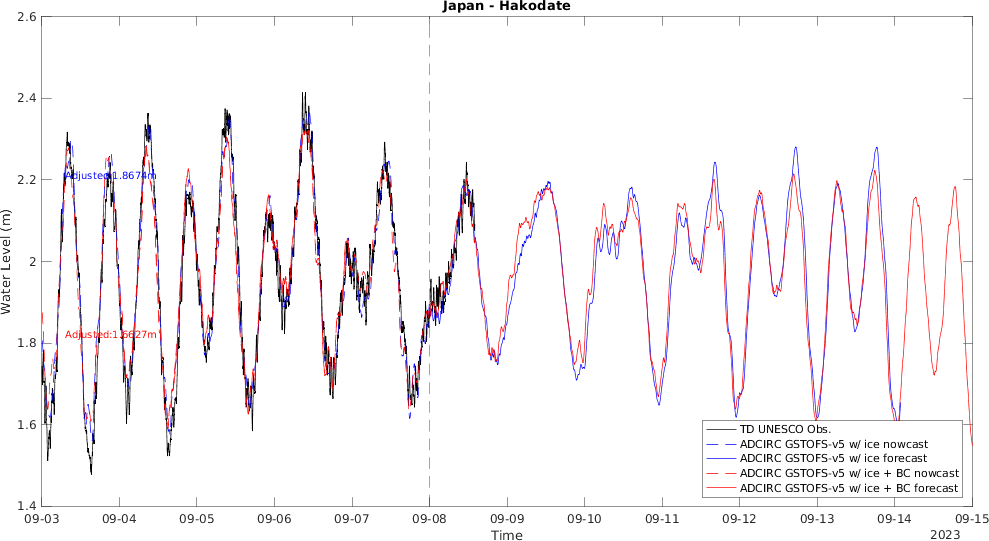 Japan - Hakodate
2.6
2.4
2.2
2
1.8
1.6
1.4
Water Level (m)
Adjusted:1.8674m
Adjusted:1.6627m
TD UNESCO Obs.
ADCIRC GSTOFS-v5 w/ ice nowcast
ADCIRC GSTOFS-v5 w/ ice forecast
ADCIRC GSTOFS-v5 w/ ice + BC nowcast
ADCIRC GSTOFS-v5 w/ ice + BC forecast
09-03 09-04 09-05 09-06 09-07 09-08 09-09 09-10 09-11 09-12 09-13 09-14 09-15
Time
2023